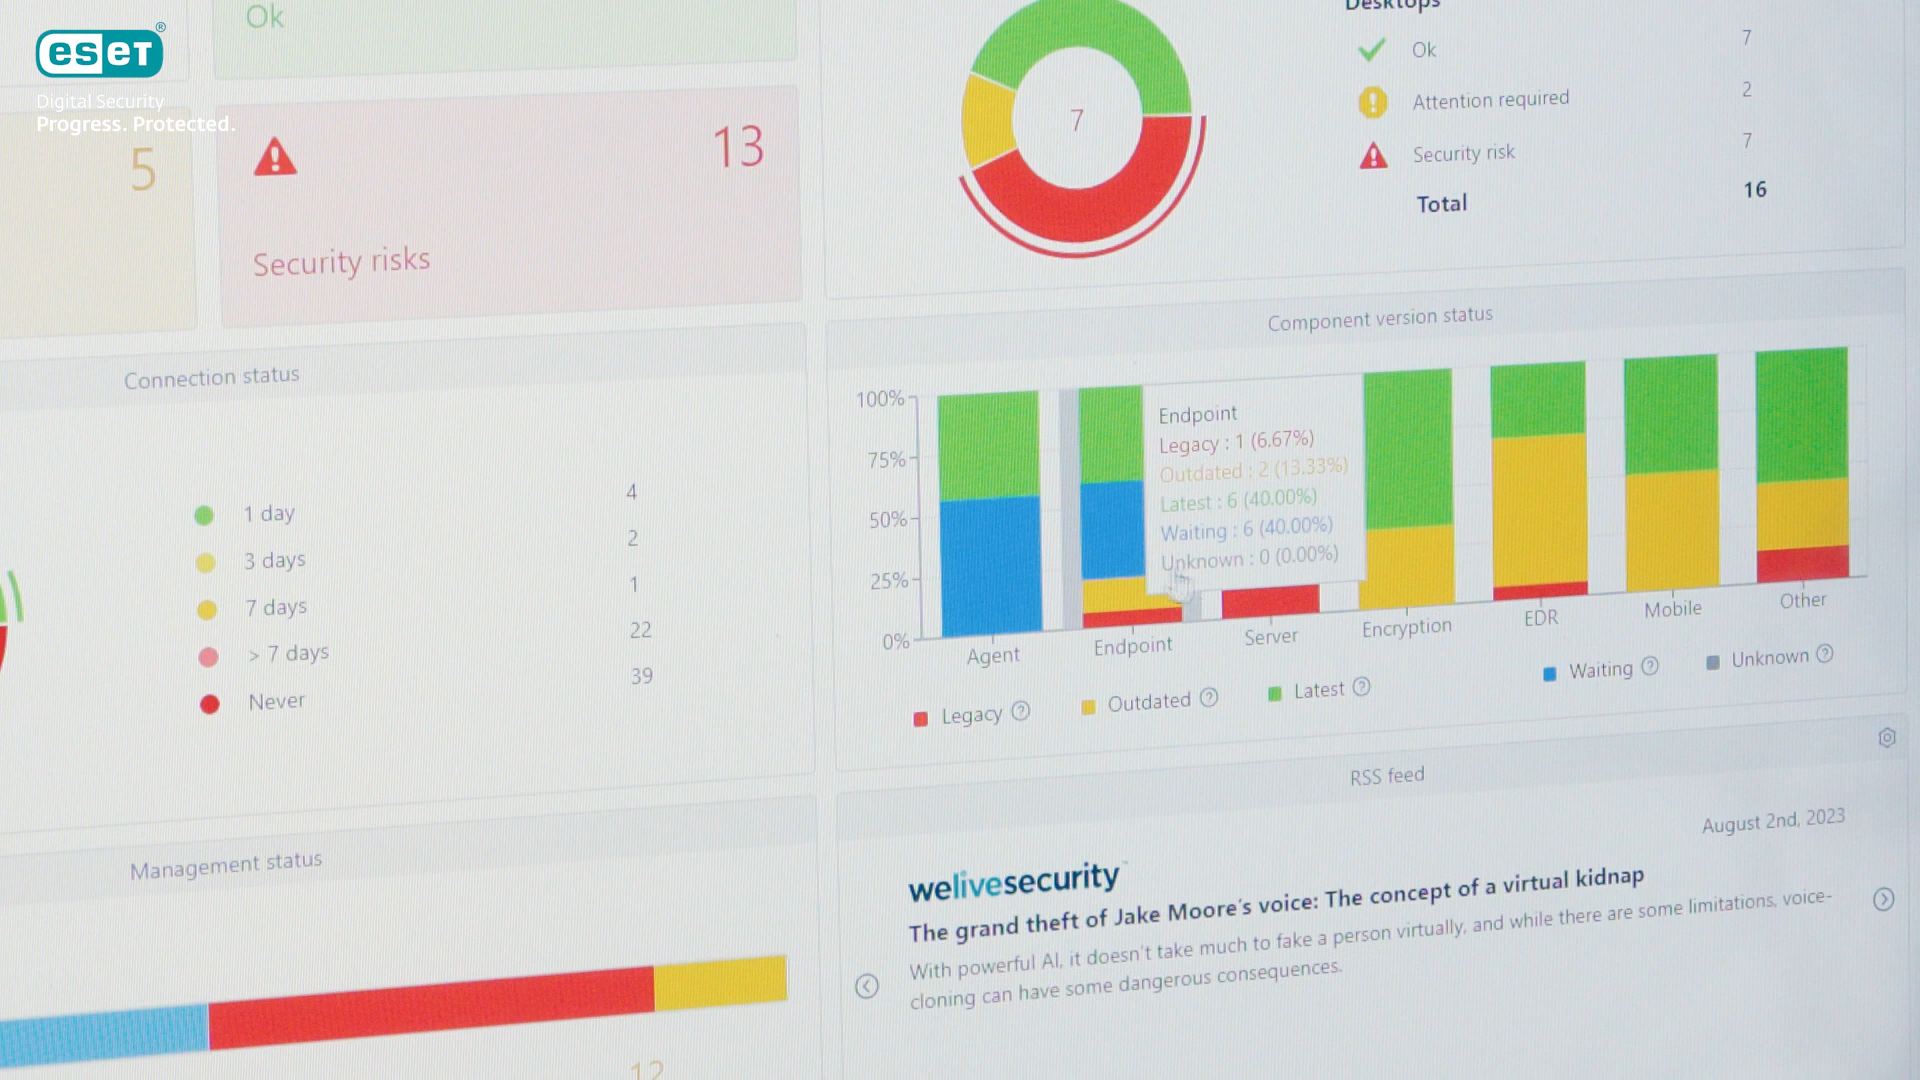 eseT®
Digital Security
Progress. Protected.
Ok
5
13
Security risks
7
Desktops
Ok 7
Attention required 2
Security risk 7
Total 16
Connection status
1 day 4
3 days 2
7 days 1
> 7 days 22
Never 39
Component version status
100%
75%
50%
25%
0%
Endpoint
Legacy : 1 (6.67%)
Outdated : 2 (13.33%)
Latest : 6 (40.00%)
Waiting : 6 (40.00%)
Unknown : 0 (0.00%)
Agent Endpoint Server Encryption EDR Mobile Other
Legacy ? Outdated ? Latest ? Waiting ? Unknown ?
Management status
12
RSS feed
August 2nd, 2023
welivesecurity™
The grand theft of Jake Moore's voice: The concept of a virtual kidnap
With powerful AI, it doesn't take much to fake a person virtually, and while there are some limitations, voice-
cloning can have some dangerous consequences.